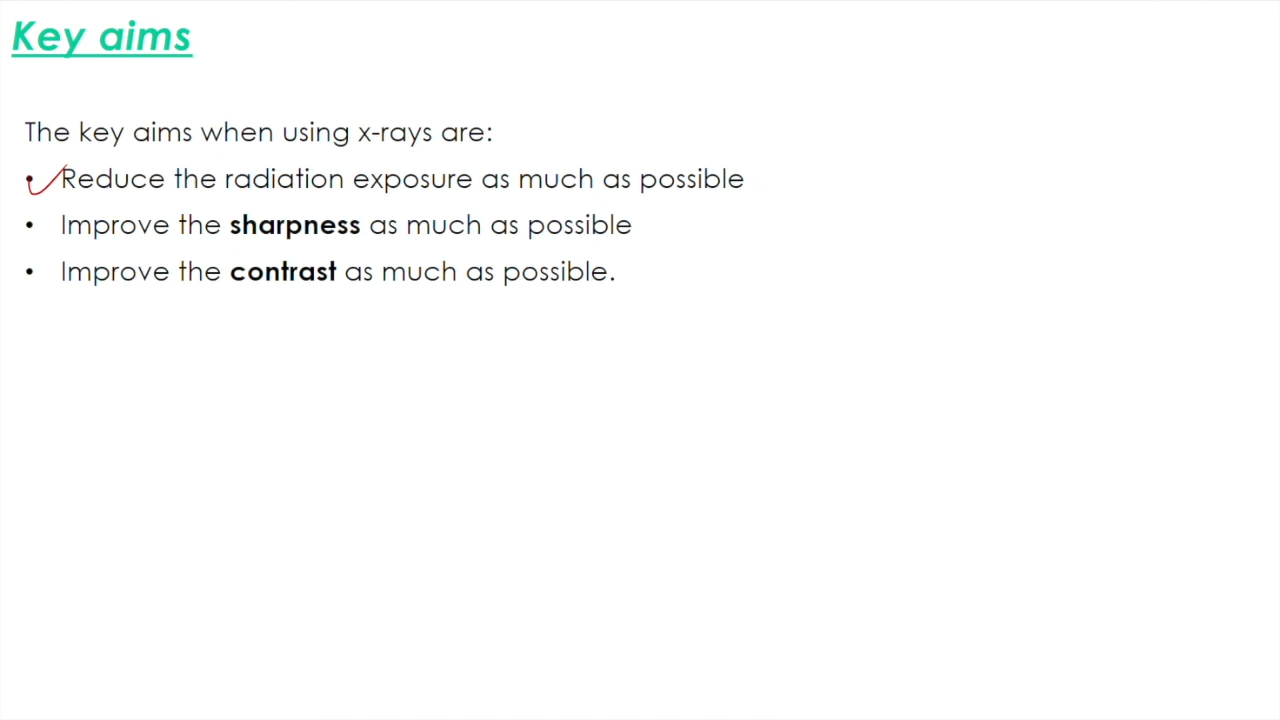 Key aims
The key aims when using x-rays are:
• Reduce the radiation exposure as much as possible
• Improve the sharpness as much as possible
• Improve the contrast as much as possible.